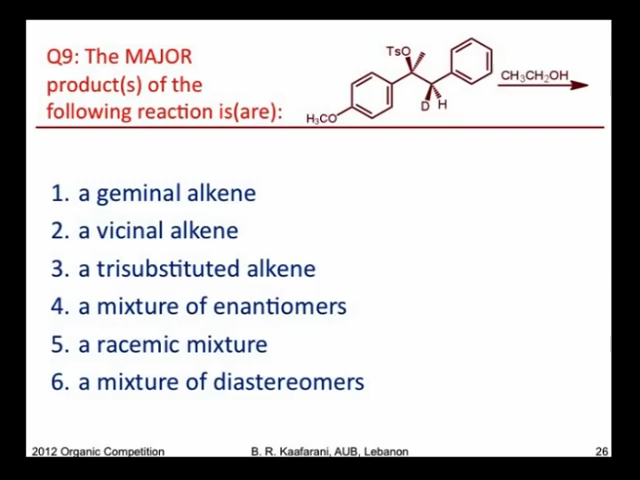 Q9: The MAJOR
product(s) of the
following reaction is(are):
TsO
CH₃CH₂OH
D H
H₃CO
1. a geminal alkene
2. a vicinal alkene
3. a trisubstituted alkene
4. a mixture of enantiomers
5. a racemic mixture
6. a mixture of diastereomers
2012 Organic Competition B. R. Kaafarani, AUB, Lebanon 26